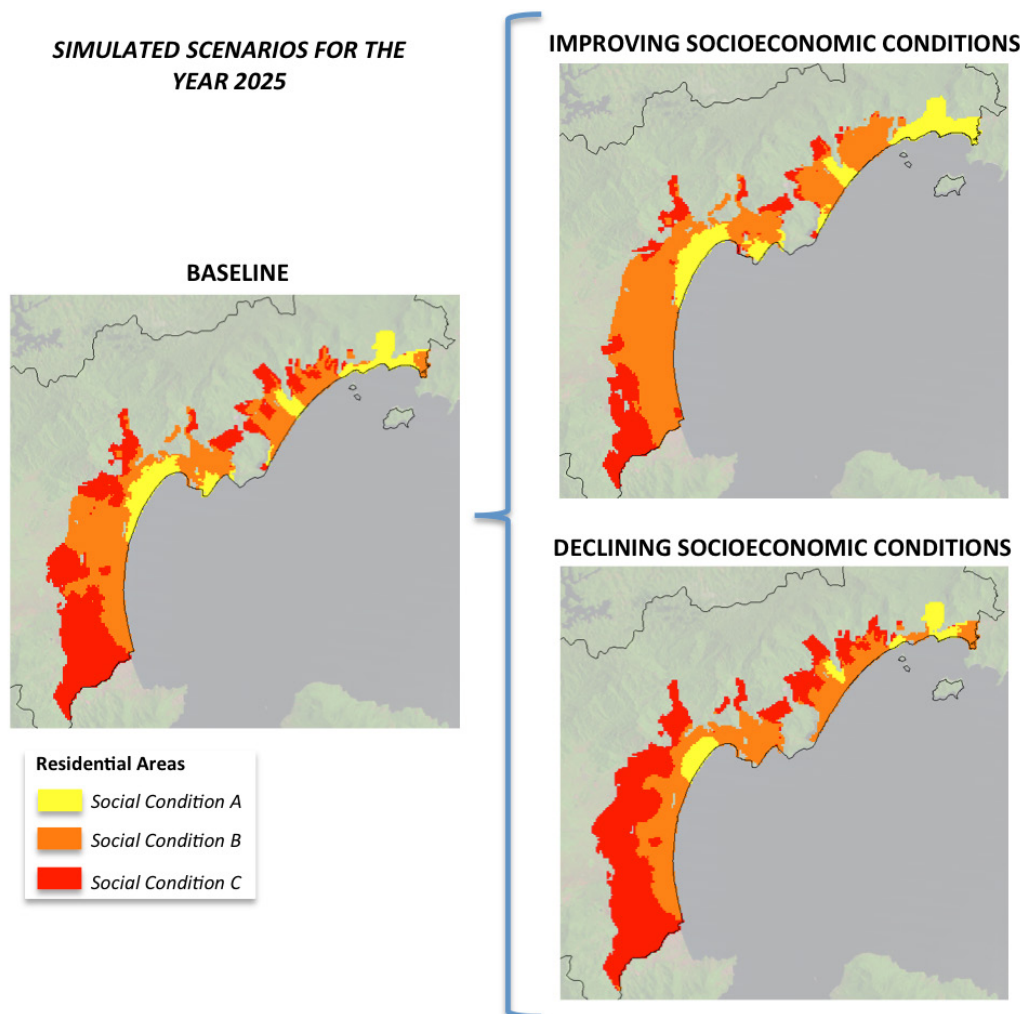 SIMULATED SCENARIOS FOR THE
YEAR 2025
IMPROVING SOCIOECONOMIC CONDITIONS
BASELINE
DECLINING SOCIOECONOMIC CONDITIONS
Residential Areas
Social Condition A
Social Condition B
Social Condition C